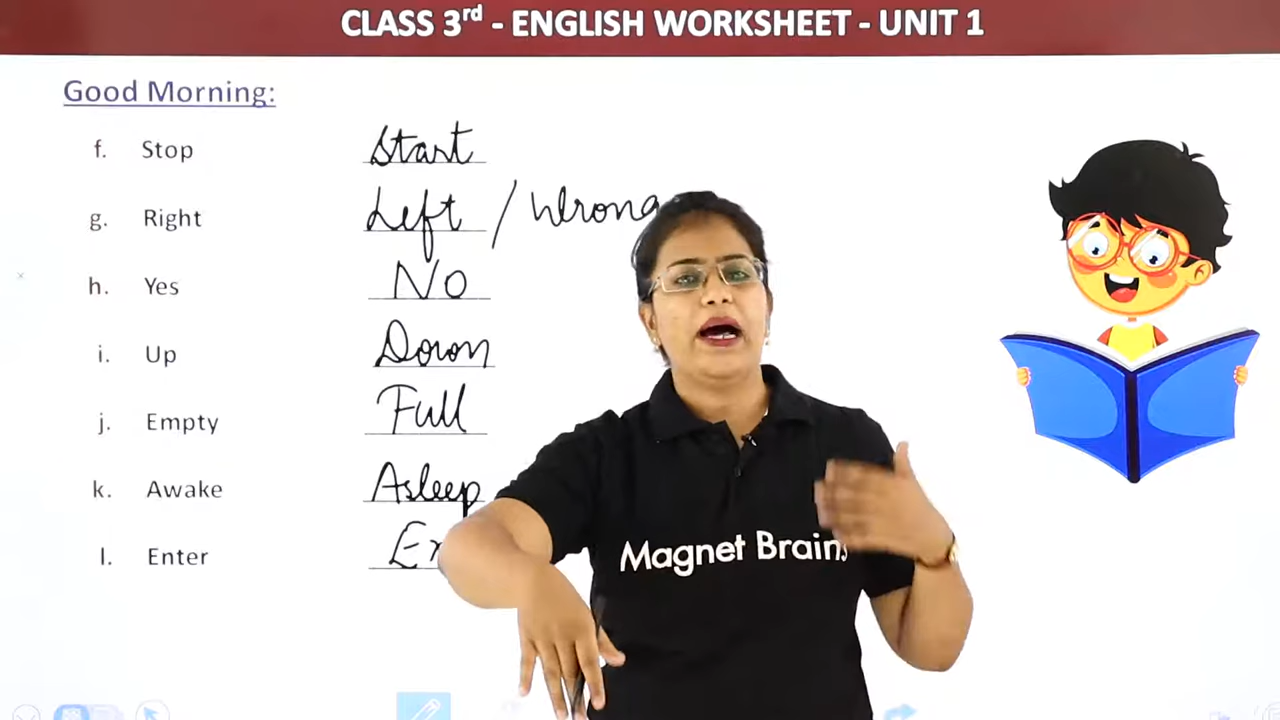 CLASS 3rd - ENGLISH WORKSHEET - UNIT 1
Good Morning:
f. Stop Start
g. Right Left / Wrong
h. Yes No
i. Up Down
j. Empty Full
k. Awake Asleep
l. Enter
Magnet Brains